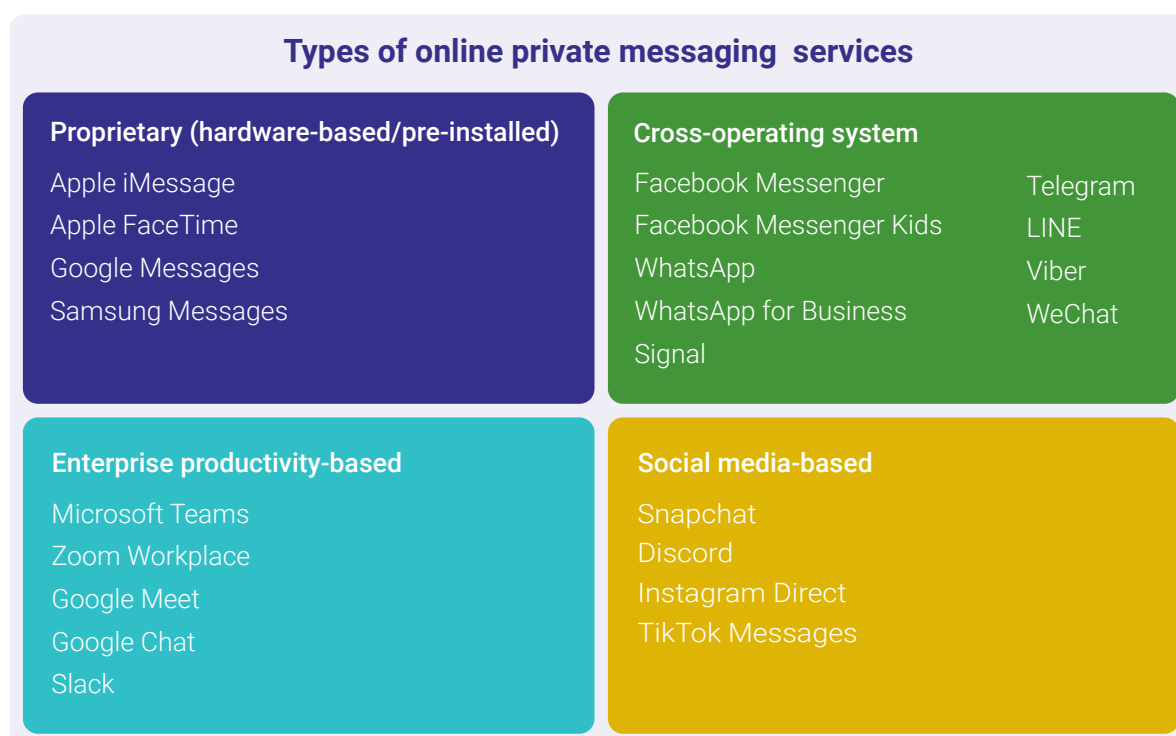 Types of online private messaging services
Proprietary (hardware-based/pre-installed)
Apple iMessage
Apple FaceTime
Google Messages
Samsung Messages
Cross-operating system
Facebook Messenger
Facebook Messenger Kids
WhatsApp
WhatsApp for Business
Signal
Telegram
LINE
Viber
WeChat
Enterprise productivity-based
Microsoft Teams
Zoom Workplace
Google Meet
Google Chat
Slack
Social media-based
Snapchat
Discord
Instagram Direct
TikTok Messages